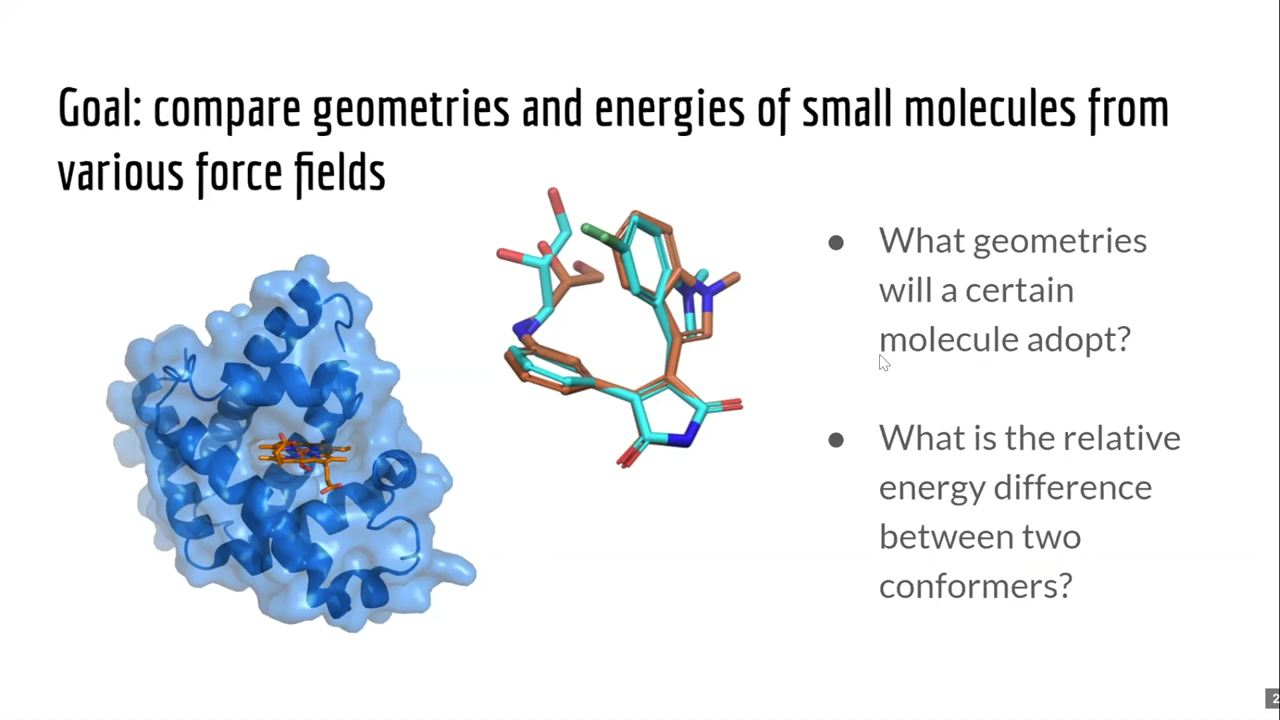 Goal: compare geometries and energies of small molecules from
various force fields
● What geometries
will a certain
molecule adopt?
● What is the relative
energy difference
between two
conformers?
2